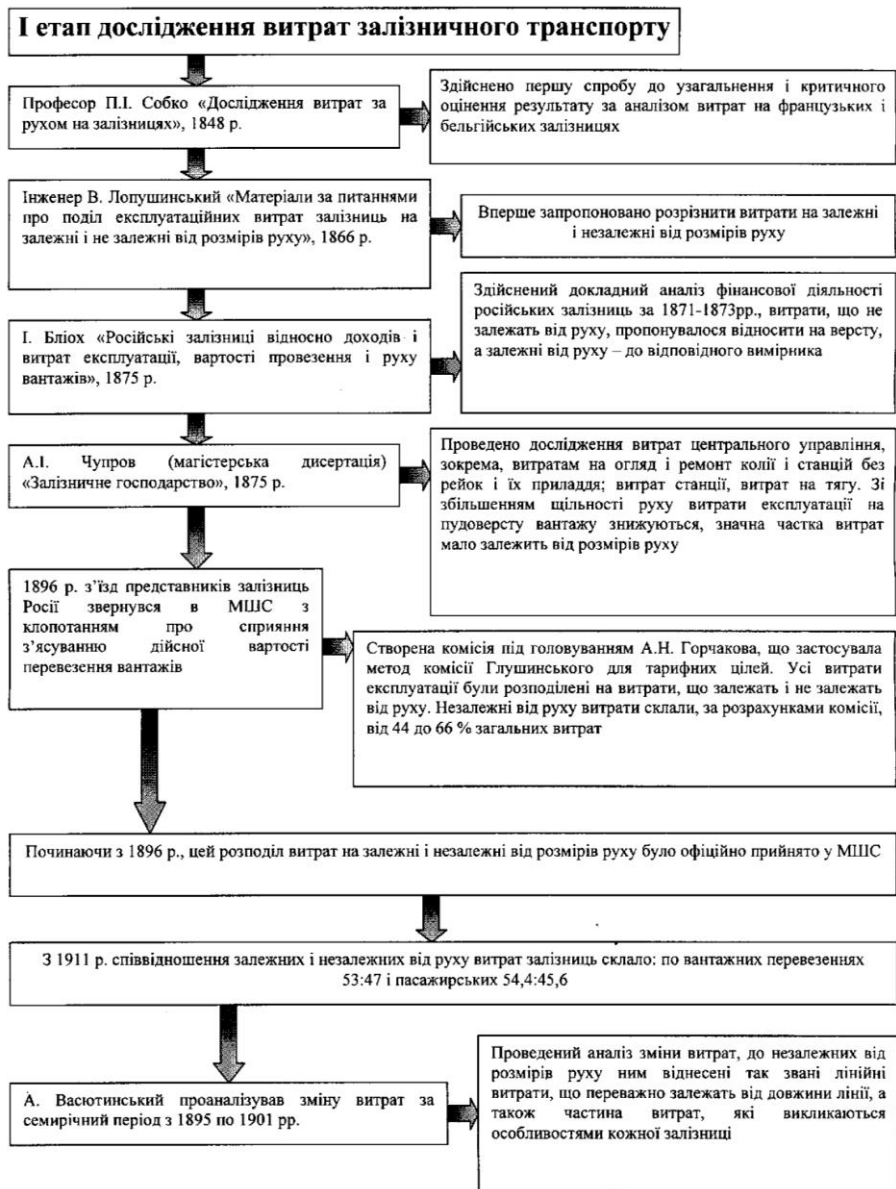 І етап дослідження витрат залізничного транспорту
Професор П.І. Собко «Дослідження витрат за
рухом на залізницях», 1848 р.
Здійснено першу спробу до узагальнення і критичного
оцінення результату за аналізом витрат на французьких і
бельгійських залізницях
Інженер В. Лопушинський «Матеріали за питаннями
про поділ експлуатаційних витрат залізниць на
залежні і не залежні від розмірів руху», 1866 р.
Вперше запропоновано розрізнити витрати на залежні
і незалежні від розмірів руху
І. Бліох «Російські залізниці відносно доходів і
витрат експлуатації, вартості провезення і руху
вантажів», 1875 р.
Здійснений докладний аналіз фінансової діяльності
російських залізниць за 1871-1873рр., витрати, що не
залежать від руху, пропонувалося відносити на версту,
а залежні від руху – до відповідного вимірника
А.І. Чупров (магістерська дисертація)
«Залізничне господарство», 1875 р.
Проведено дослідження витрат центрального управління,
зокрема, витратам на огляд і ремонт колії і станцій без
рейок і їх приладдя; витрат станції, витрат на тягу. Зі
збільшенням щільності руху витрати експлуатації на
пудоверсту вантажу знижуються, значна частка витрат
мало залежить від розмірів руху
1896 р. з’їзд представників залізниць
Росії звернувся в МШС з
клопотанням про сприяння
з’ясуванню дійсної вартості
перевезення вантажів
Створена комісія під головуванням А.Н. Горчакова, що застосувала
метод комісії Глушинського для тарифних цілей. Усі витрати
експлуатації були розподілені на витрати, що залежать і не залежать
від руху. Незалежні від руху витрати склали, за розрахунками комісії,
від 44 до 66 % загальних витрат
Починаючи з 1896 р., цей розподіл витрат на залежні і незалежні від розмірів руху було офіційно прийнято у МШС
З 1911 р. співвідношення залежних і незалежних від руху витрат залізниць склало: по вантажних перевезеннях
53:47 і пасажирських 54,4:45,6
А. Васютинський проаналізував зміну витрат за
семирічний період з 1895 по 1901 рр.
Проведений аналіз зміни витрат, до незалежних від
розмірів руху ним віднесені так звані лінійні
витрати, що переважно залежать від довжини лінії, а
також частина витрат, які викликаються
особливостями кожної залізниці